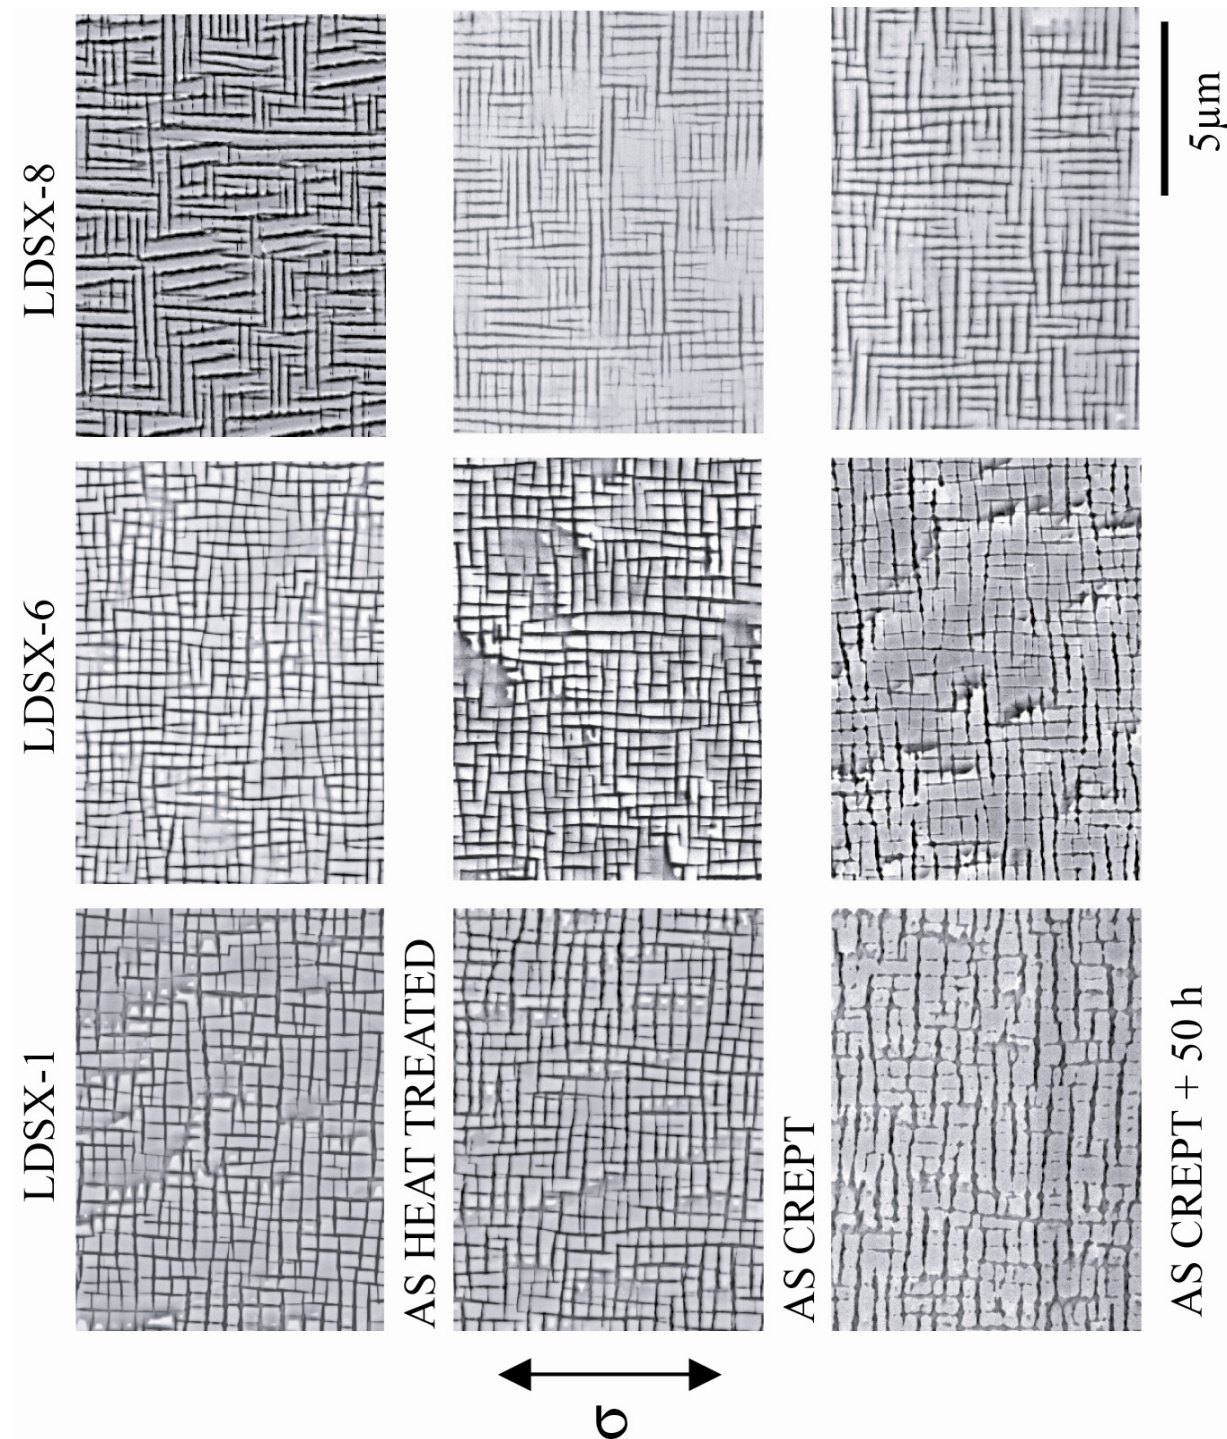 LDSX-1
LDSX-6
LDSX-8
AS HEAT TREATED
σ
AS CREPT
AS CREPT + 50 h
5µm